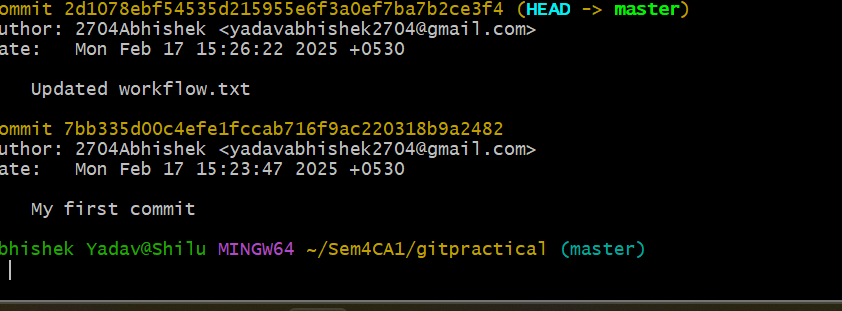 ommit 2d1078ebf54535d215955e6f3a0ef7ba7b2ce3f4 (HEAD -> master)
uthor: 2704Abhishek <yadavabhishek2704@gmail.com>
ate:   Mon Feb 17 15:26:22 2025 +0530
Updated workflow.txt
ommit 7bb335d00c4efe1fccab716f9ac220318b9a2482
uthor: 2704Abhishek <yadavabhishek2704@gmail.com>
ate:   Mon Feb 17 15:23:47 2025 +0530
My first commit
bhishek Yadav@Shilu MINGW64 ~/Sem4CA1/gitpractical (master)